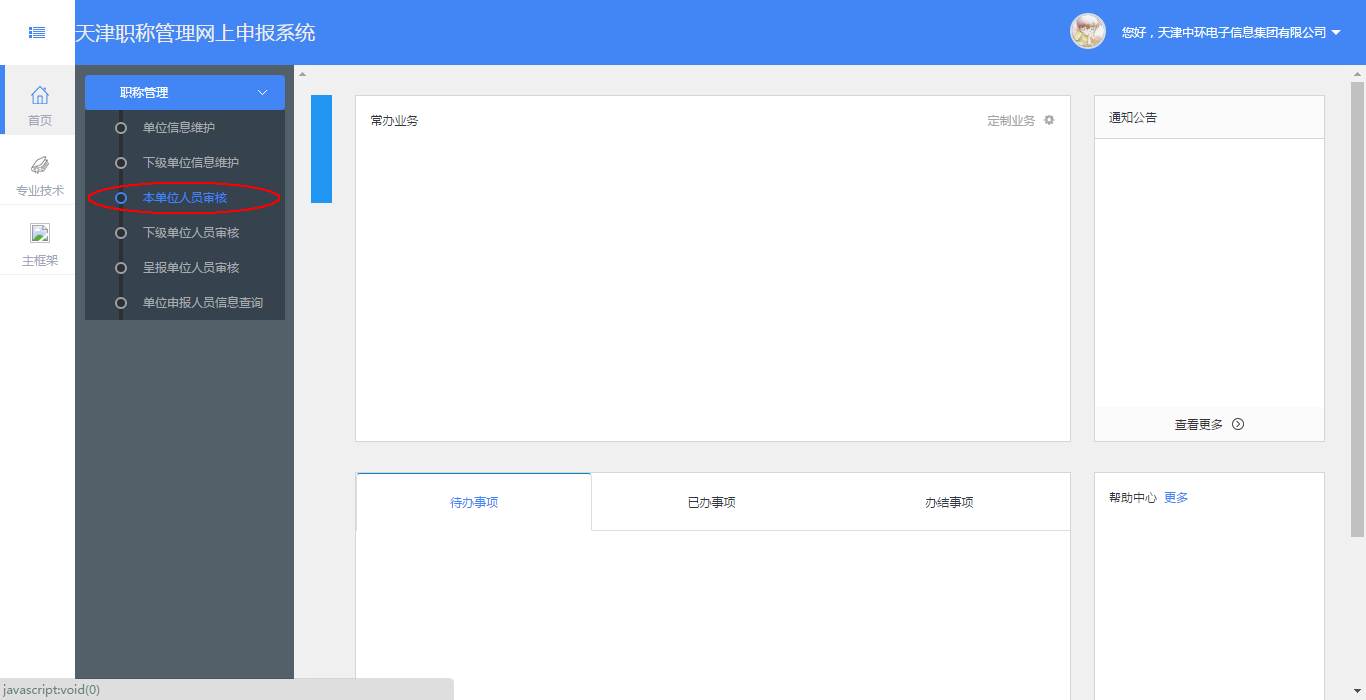 天津职称管理网上申报系统
您好，天津中环电子信息集团有限公司
首页
专业技术
主框架
职称管理
单位信息维护
下级单位信息维护
本单位人员审核
下级单位人员审核
呈报单位人员审核
单位申报人员信息查询
常办业务
定制业务
通知公告
查看更多
待办事项
已办事项
办结事项
帮助中心 更多
javascript:void(0)